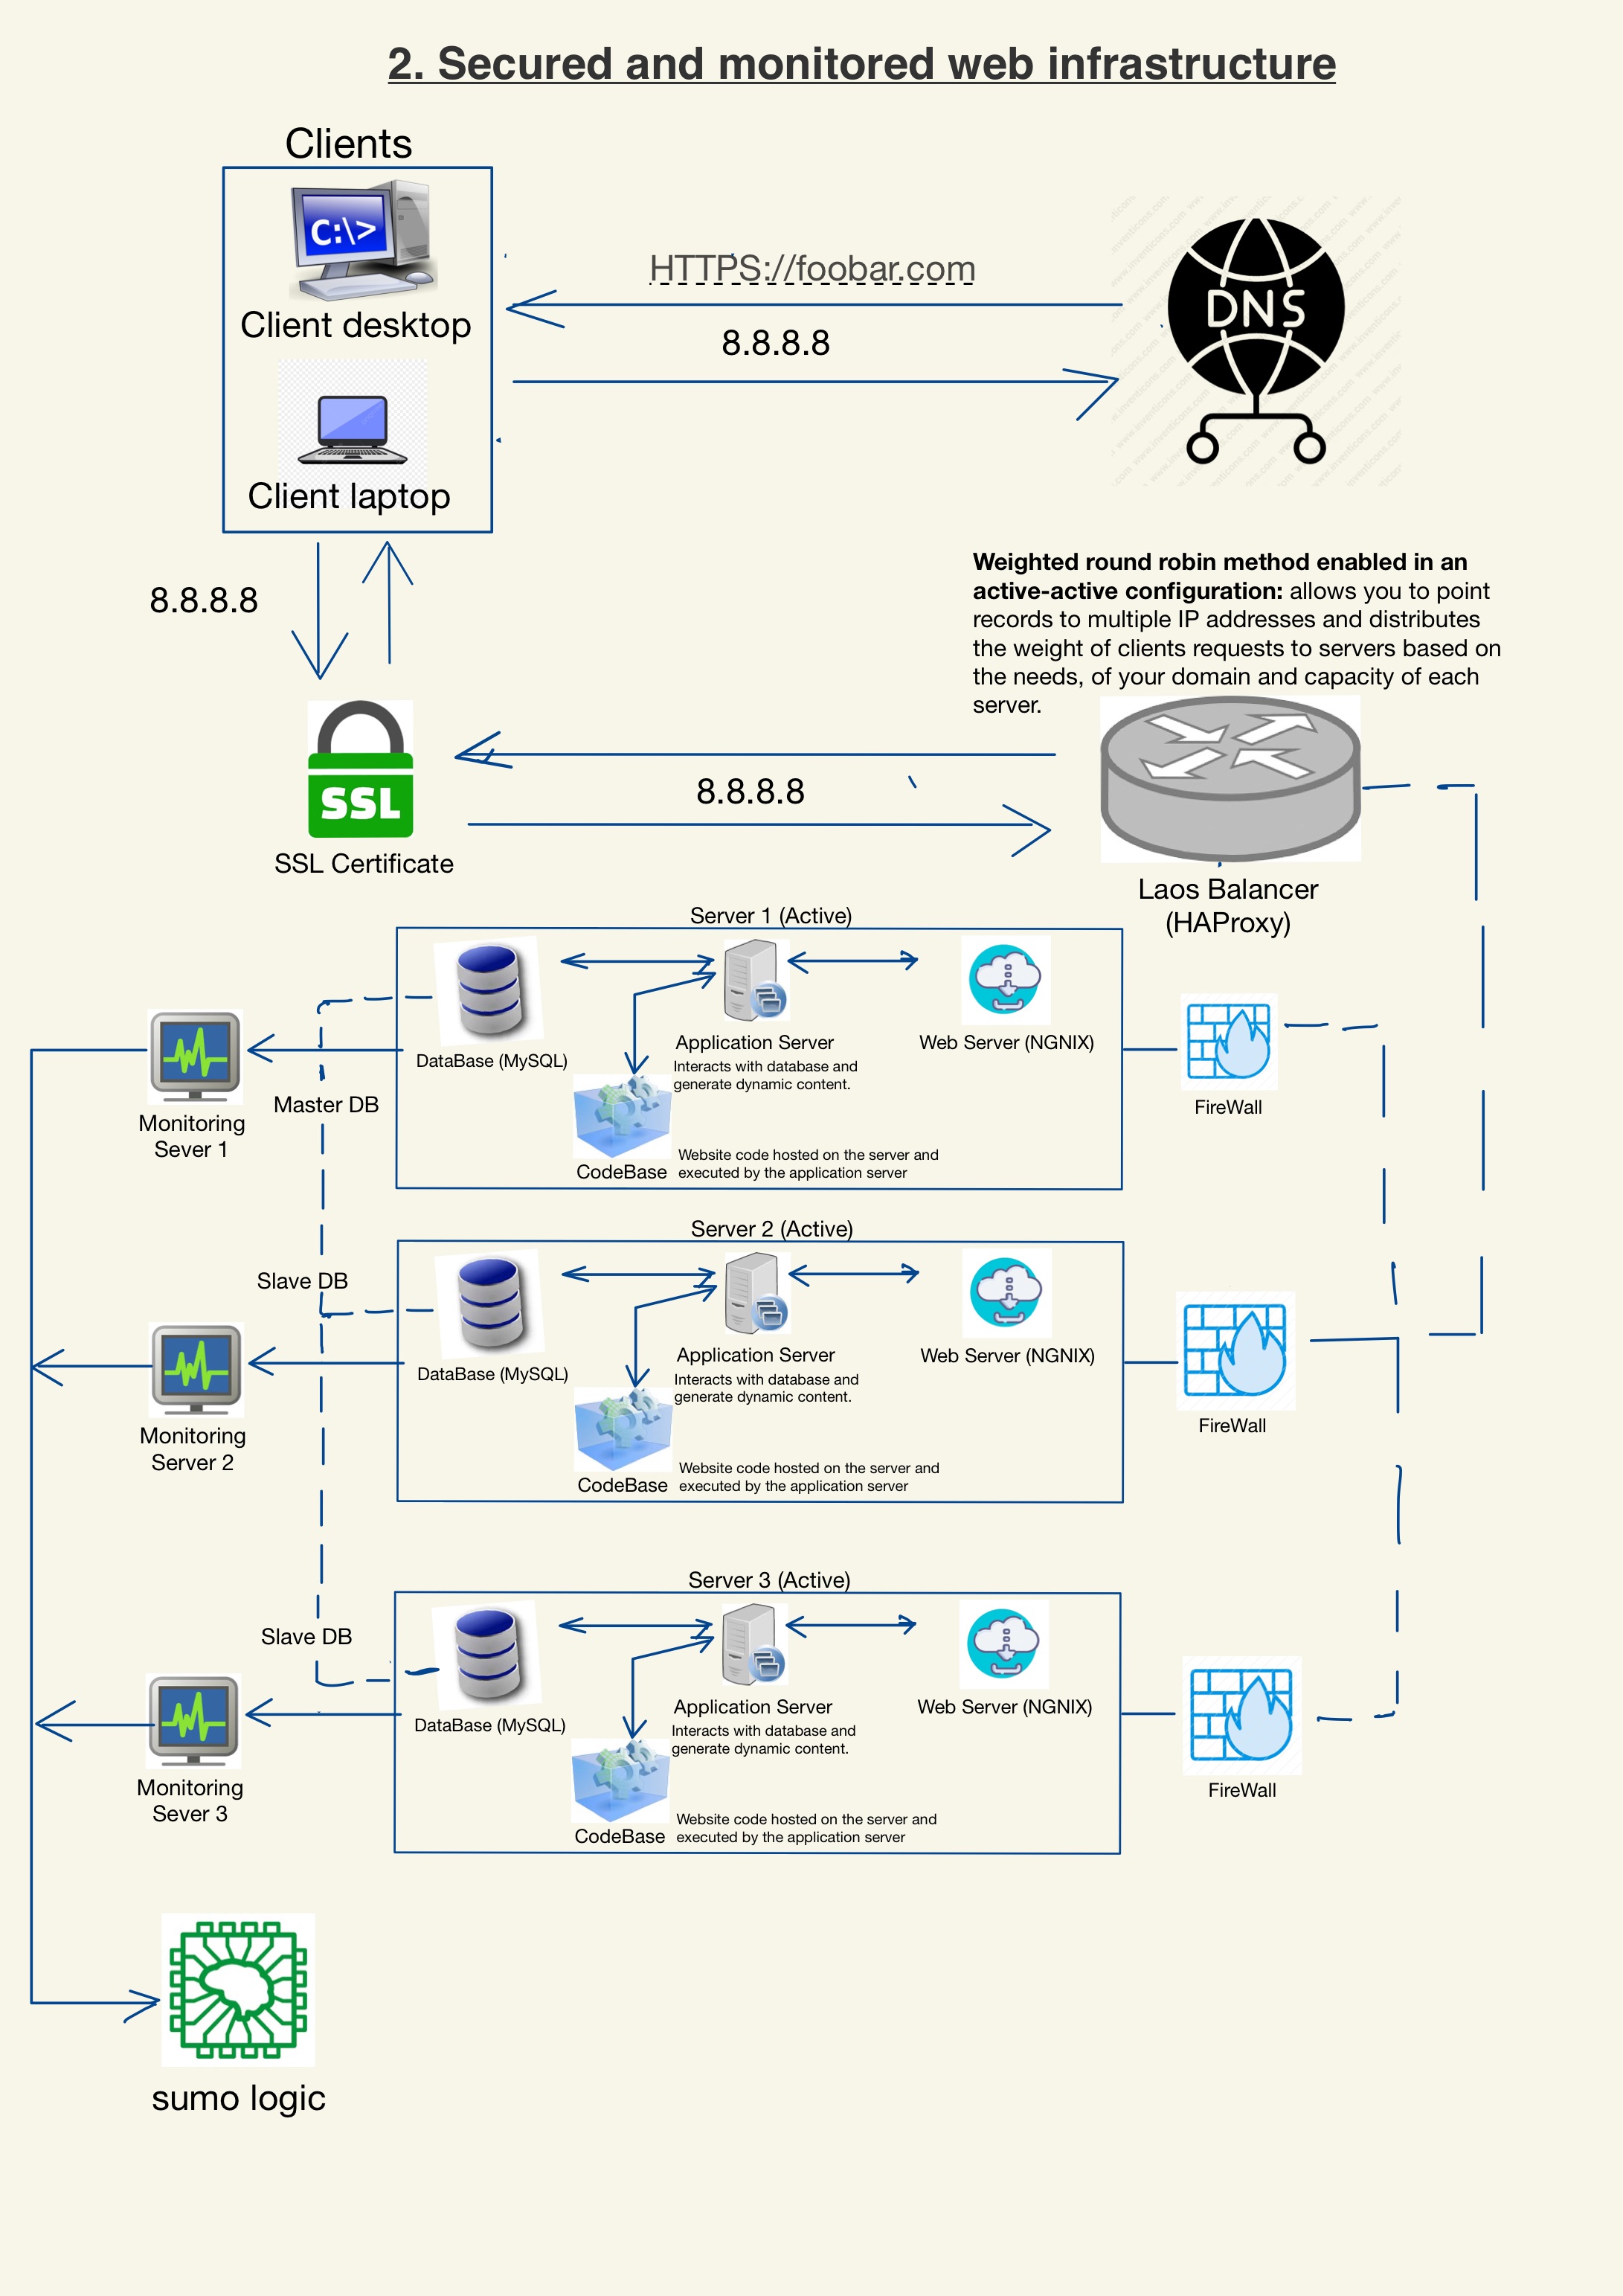 2. Secured and monitored web infrastructure
Clients
C:\>
Client desktop
Client laptop
HTTPS://foobar.com
8.8.8.8
DNS
8.8.8.8
Weighted round robin method enabled in an
active-active configuration: allows you to point
records to multiple IP addresses and distributes
the weight of clients requests to servers based on
the needs, of your domain and capacity of each
server.
SSL
SSL Certificate
8.8.8.8
Laos Balancer
(HAProxy)
Server 1 (Active)
DataBase (MySQL)
Application Server
Interacts with database and
generate dynamic content.
Web Server (NGNIX)
CodeBase
Website code hosted on the server and
executed by the application server
FireWall
Monitoring
Sever 1
Master DB
Server 2 (Active)
Slave DB
DataBase (MySQL)
Application Server
Interacts with database and
generate dynamic content.
Web Server (NGNIX)
CodeBase
Website code hosted on the server and
executed by the application server
FireWall
Monitoring
Server 2
Server 3 (Active)
Slave DB
DataBase (MySQL)
Application Server
Interacts with database and
generate dynamic content.
Web Server (NGNIX)
CodeBase
Website code hosted on the server and
executed by the application server
FireWall
Monitoring
Sever 3
sumo logic